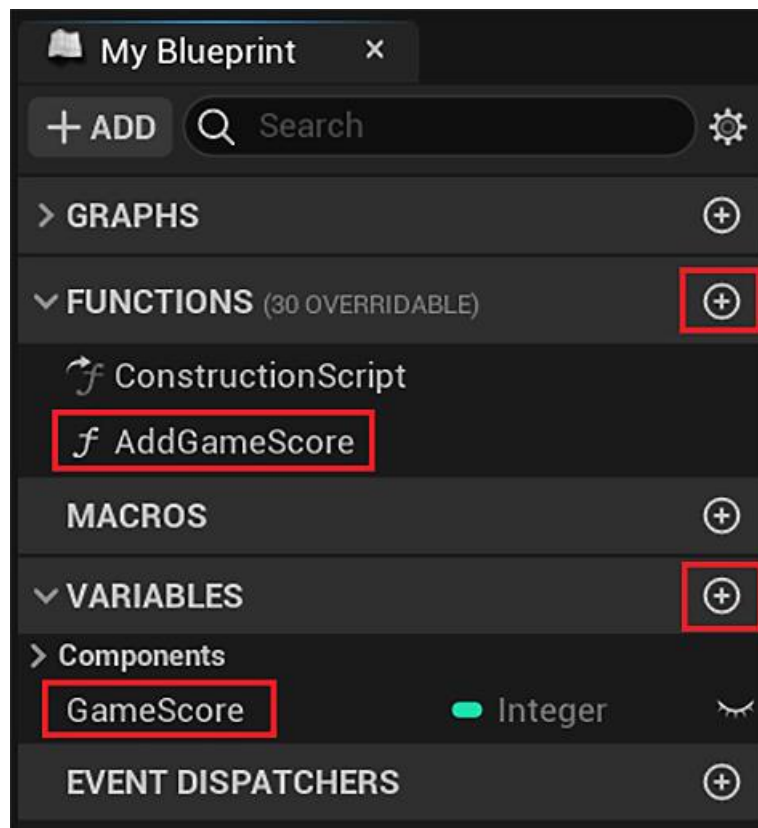 My Blueprint
ADD Search
GRAPHS
FUNCTIONS (30 OVERRIDABLE)
ConstructionScript
f AddGameScore
MACROS
VARIABLES
Components
GameScore Integer
EVENT DISPATCHERS